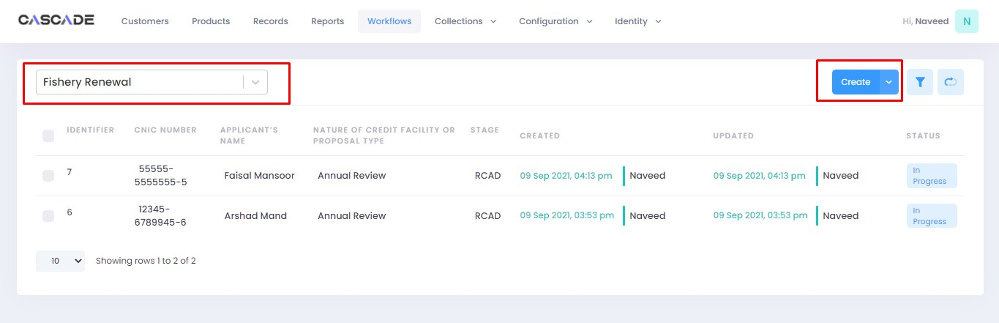 CASCADE Customers Products Records Reports Workflows Collections Configuration Identity Hi, Naveed N
Fishery Renewal Create
IDENTIFIER CNIC NUMBER APPLICANT'S NAME NATURE OF CREDIT FACILITY OR PROPOSAL TYPE STAGE CREATED UPDATED STATUS
7 55555-5555555-5 Faisal Mansoor Annual Review RCAD 09 Sep 2021, 04:13 pm Naveed 09 Sep 2021, 04:13 pm Naveed In Progress
6 12345-6789945-6 Arshad Mand Annual Review RCAD 09 Sep 2021, 03:53 pm Naveed 09 Sep 2021, 03:53 pm Naveed In Progress
10 Showing rows 1 to 2 of 2